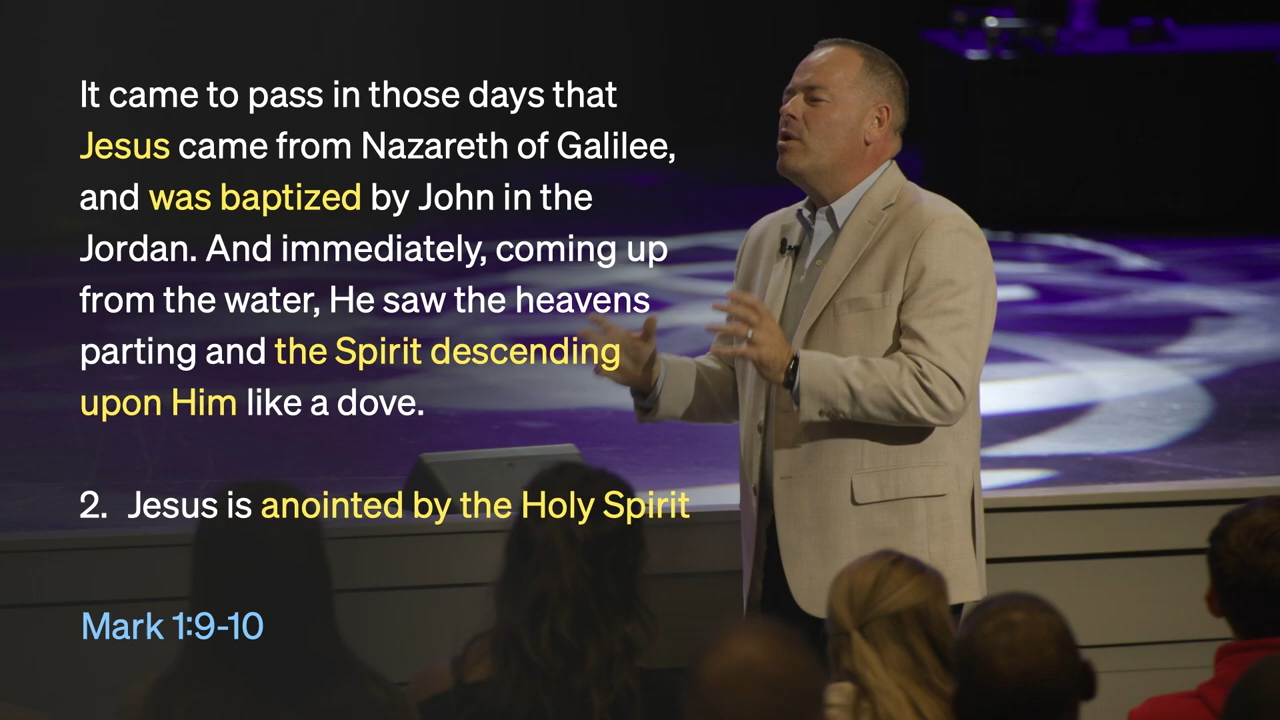 It came to pass in those days that
Jesus came from Nazareth of Galilee,
and was baptized by John in the
Jordan. And immediately, coming up
from the water, He saw the heavens
parting and the Spirit descending
upon Him like a dove.
2. Jesus is anointed by the Holy Spirit
Mark 1:9-10